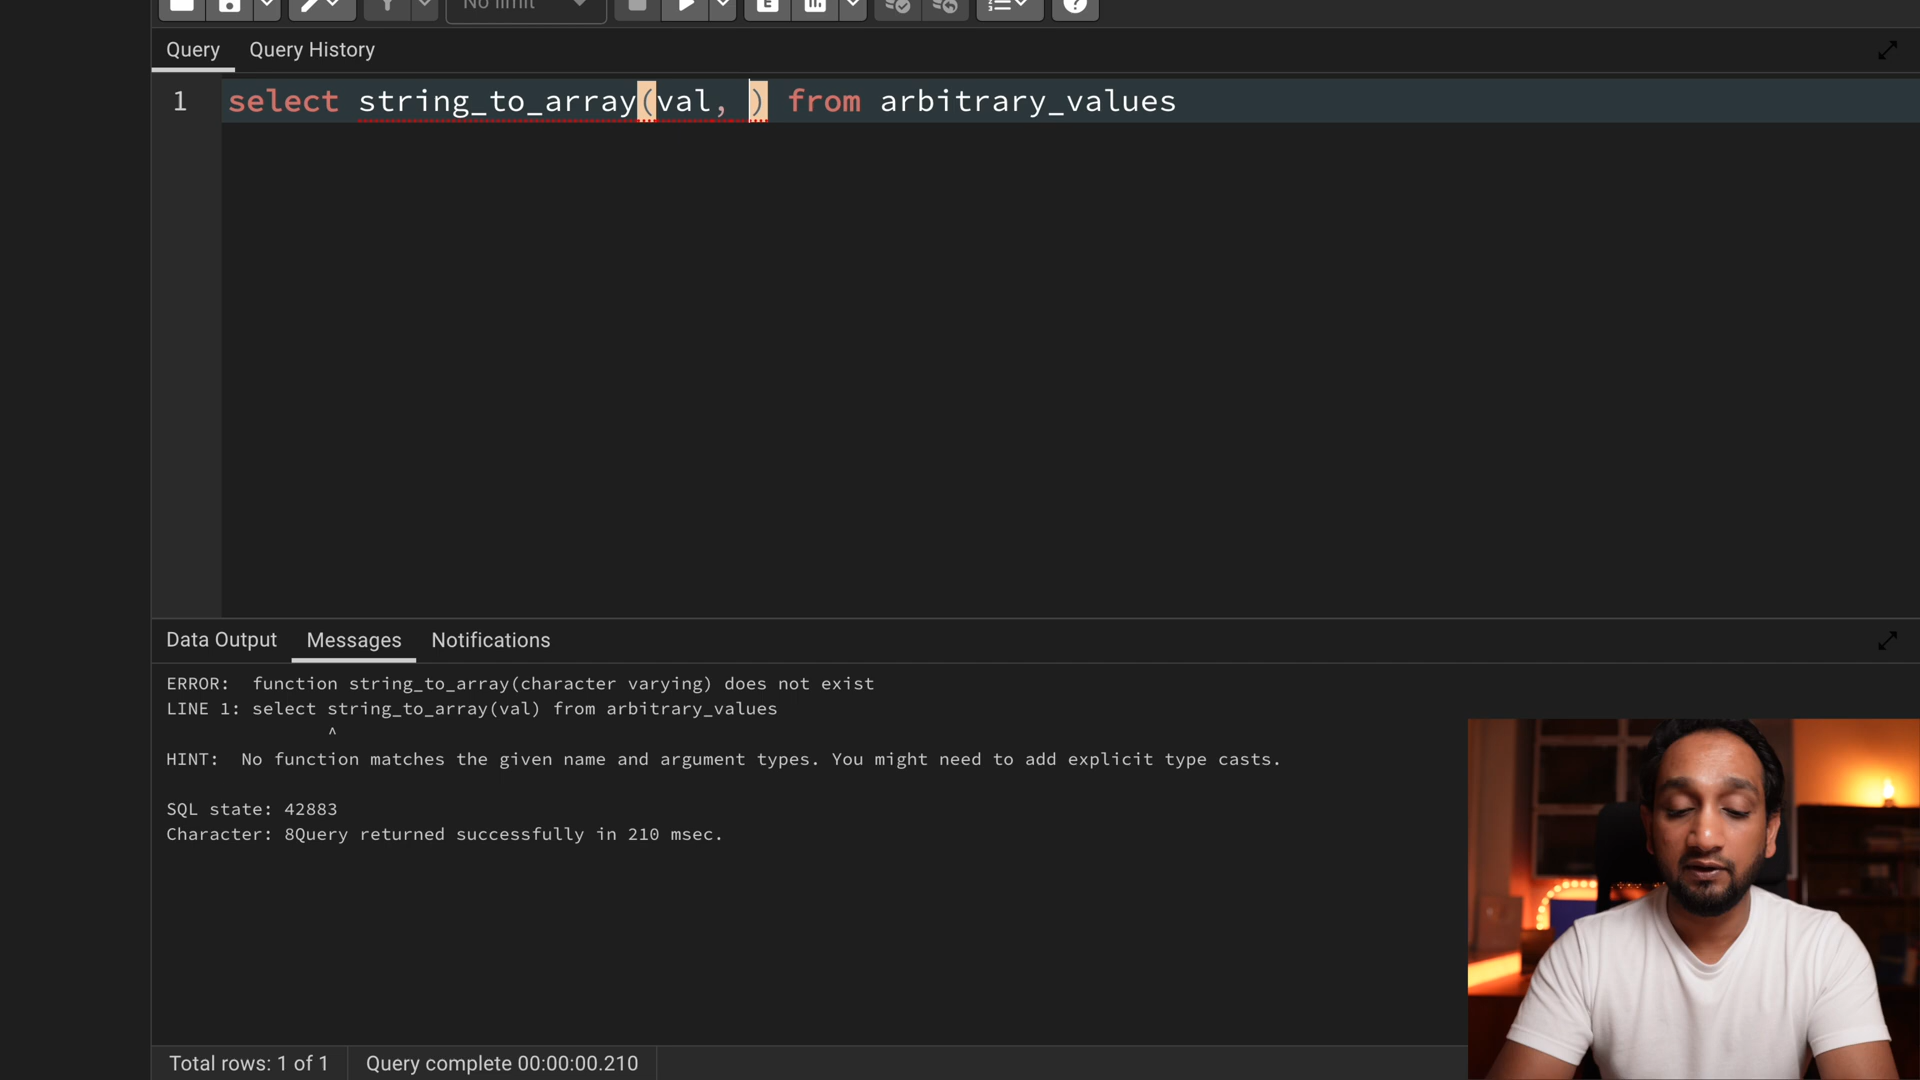 No limit
Query Query History
1 select string_to_array(val, ) from arbitrary_values
Data Output Messages Notifications
ERROR: function string_to_array(character varying) does not exist
LINE 1: select string_to_array(val) from arbitrary_values
^
HINT: No function matches the given name and argument types. You might need to add explicit type casts.
SQL state: 42883
Character: 8Query returned successfully in 210 msec.
Total rows: 1 of 1 Query complete 00:00:00.210